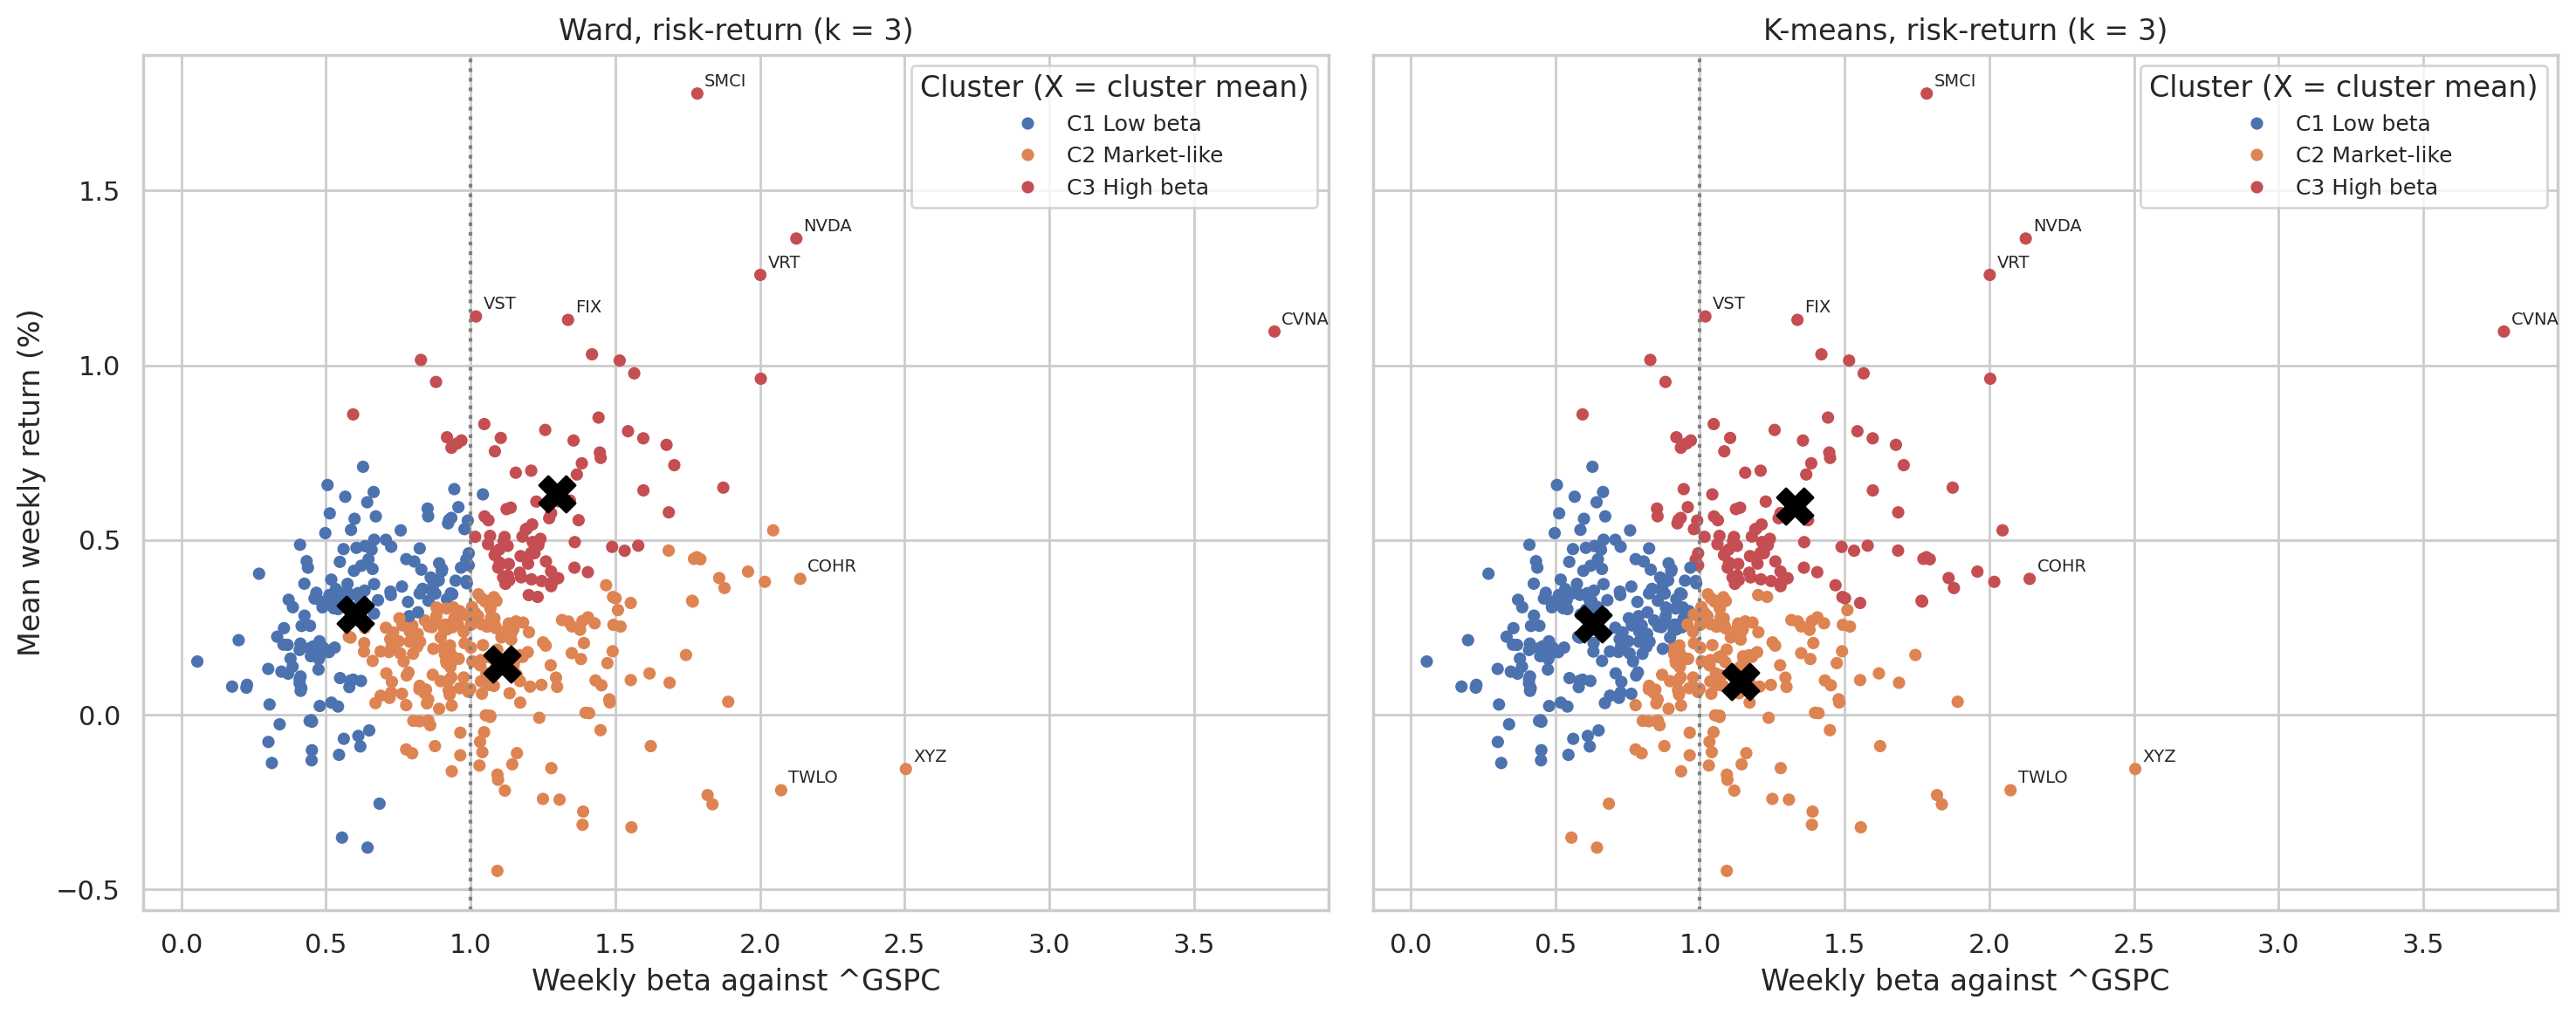 Ward, risk-return (k = 3)
Mean weekly return (%)
1.5
1.0
0.5
0.0
−0.5
SMCI
NVDA
VRT
VST
FIX
CVNA
COHR
XYZ
TWLO
Cluster (X = cluster mean)
C1 Low beta
C2 Market-like
C3 High beta
0.0 0.5 1.0 1.5 2.0 2.5 3.0 3.5
Weekly beta against ^GSPC
K-means, risk-return (k = 3)
SMCI
NVDA
VRT
VST
FIX
CVNA
COHR
XYZ
TWLO
Cluster (X = cluster mean)
C1 Low beta
C2 Market-like
C3 High beta
0.0 0.5 1.0 1.5 2.0 2.5 3.0 3.5
Weekly beta against ^GSPC